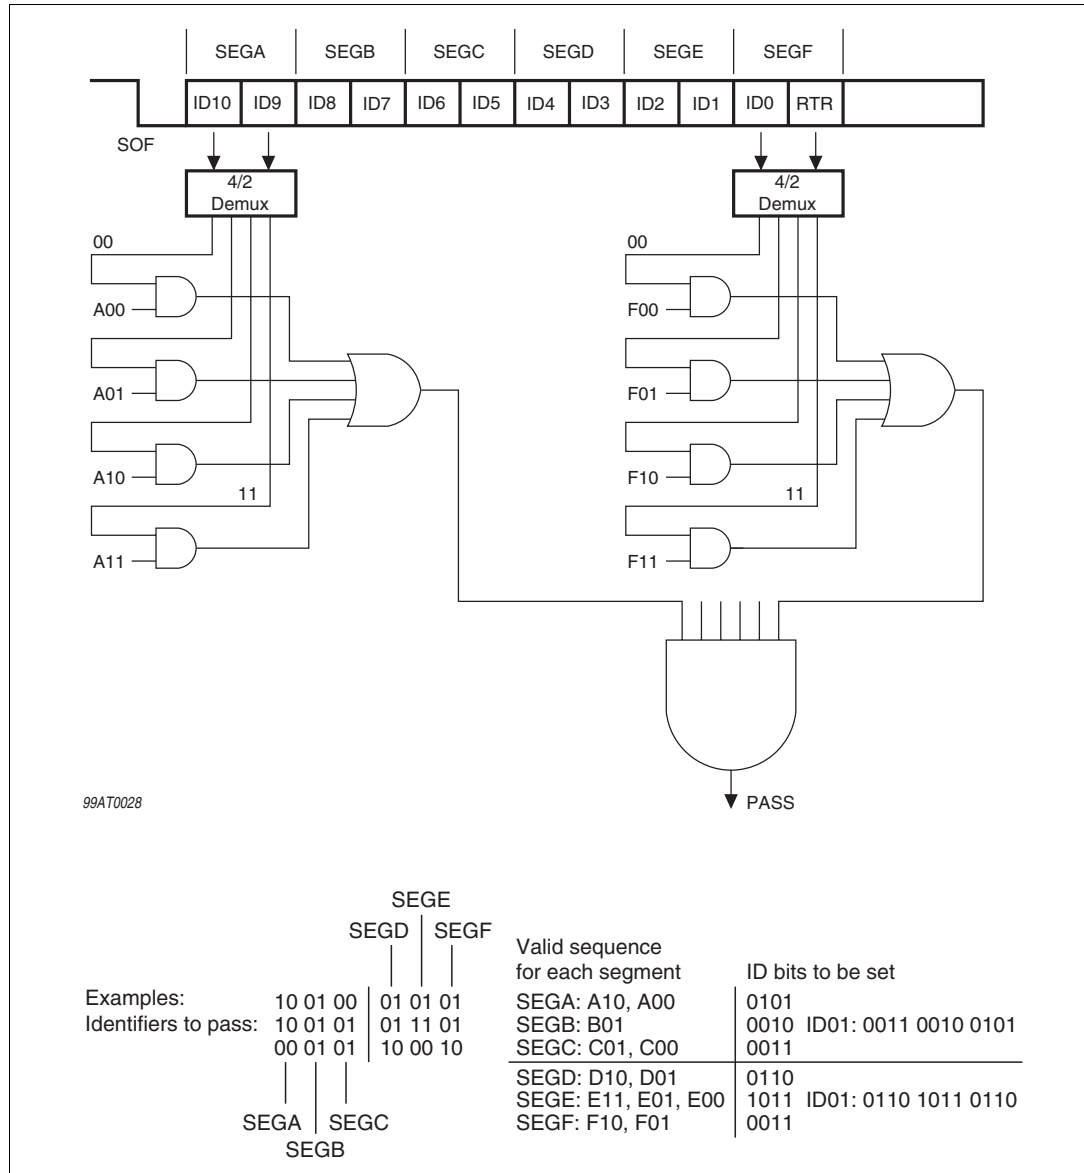 SEGA SEGB SEGC SEGD SEGE SEGF
ID10 ID9 ID8 ID7 ID6 ID5 ID4 ID3 ID2 ID1 ID0 RTR
SOF
4/2
Demux
4/2
Demux
00
A00
A01
A10
11
A11
00
F00
F01
F10
11
F11
PASS
99AT0028
SEGE
SEGD SEGF
Examples:
Identifiers to pass:
10 01 00 01 01 01
10 01 01 01 11 01
00 01 01 10 00 10
SEGA SEGC
SEGB
Valid sequence
for each segment ID bits to be set
SEGA: A10, A00 0101
SEGB: B01 0010 ID01: 0011 0010 0101
SEGC: C01, C00 0011
SEGD: D10, D01 0110
SEGE: E11, E01, E00 1011 ID01: 0110 1011 0110
SEGF: F10, F01 0011